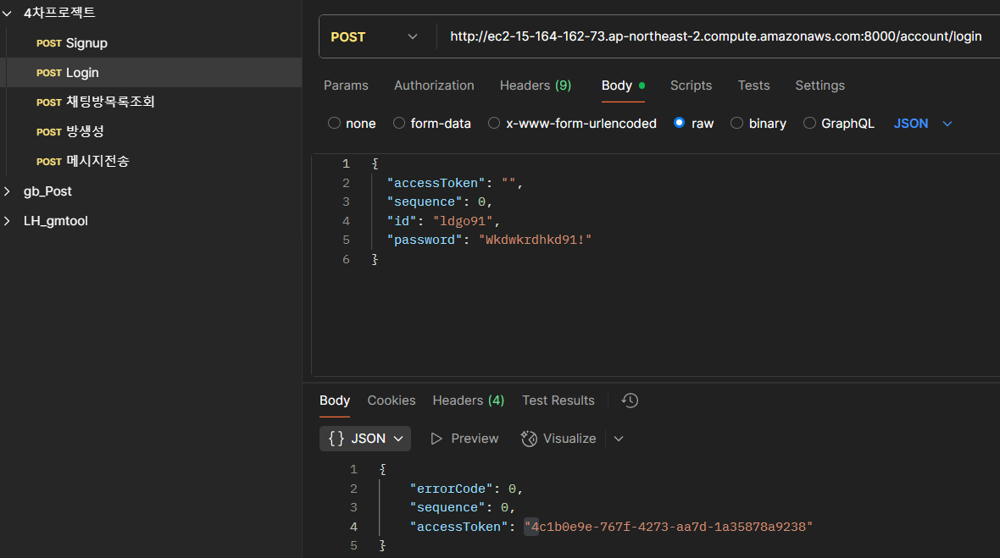 4차프로젝트
POST Signup
POST Login
POST 채팅방목록조회
POST 방생성
POST 메시지전송
gb_Post
LH_gmtool
POST http://ec2-15-164-162-73.ap-northeast-2.compute.amazonaws.com:8000/account/login
Params Authorization Headers (9) Body Scripts Tests Settings
none form-data x-www-form-urlencoded raw binary GraphQL JSON
1 {
2 "accessToken": "",
3 "sequence": 0,
4 "id": "ldgo91",
5 "password": "Wkdwkrdhkd91!"
6 }
Body Cookies Headers (4) Test Results
{} JSON Preview Visualize
1 {
2 "errorCode": 0,
3 "sequence": 0,
4 "accessToken": "4c1b0e9e-767f-4273-aa7d-1a35878a9238"
5 }